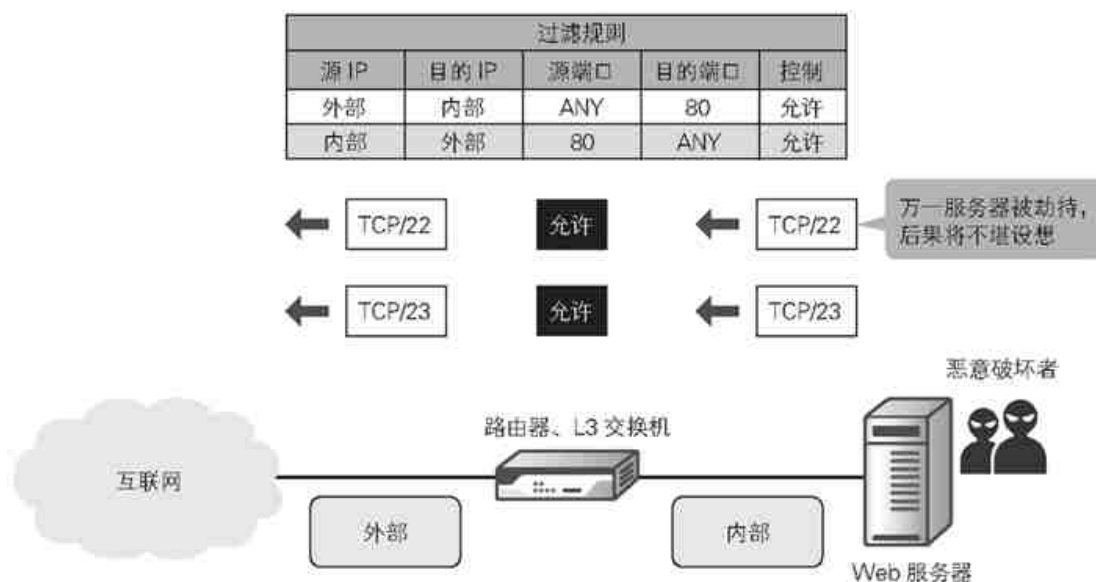 过滤规则
源 IP 目的 IP 源端口 目的端口 控制
外部 内部 ANY 80 允许
内部 外部 80 ANY 允许
TCP/22 允许 TCP/22
万一服务器被劫待，
后果将不堪设想
TCP/23 允许 TCP/23
恶意破坏者
路由器、L3 交换机
互联网
外部 内部
Web 服务器